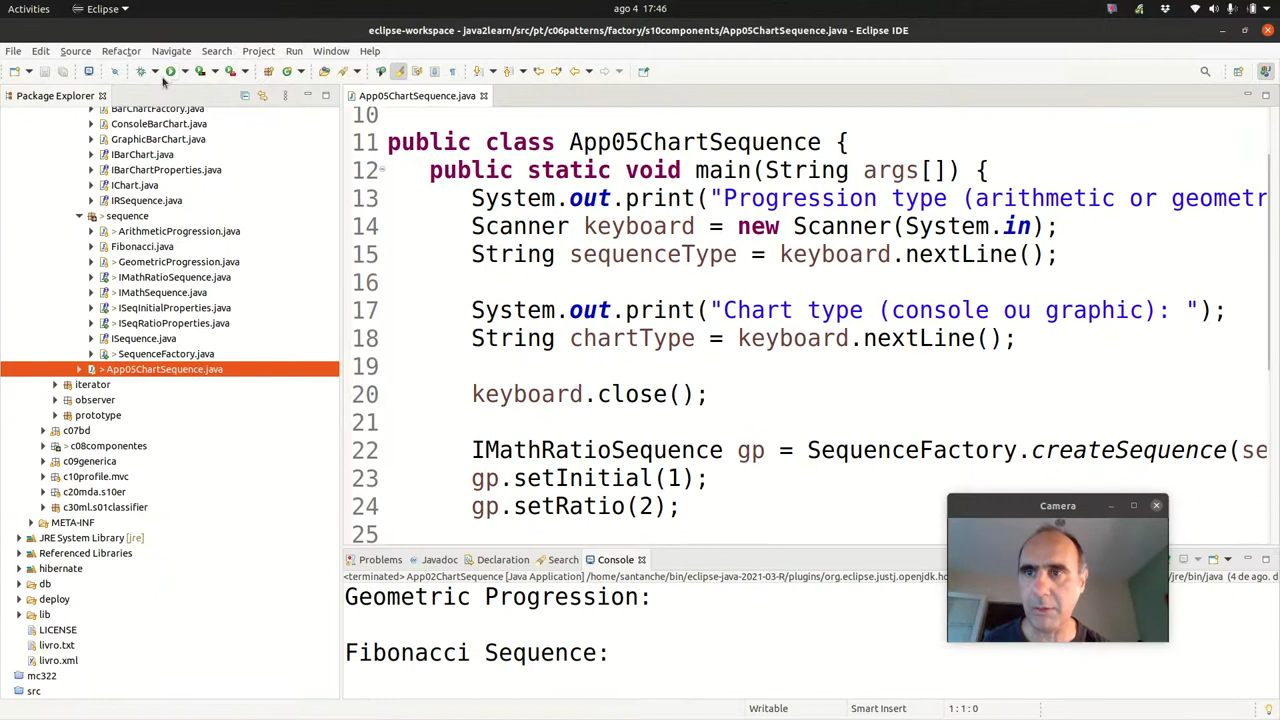 Activities
Eclipse
ago 4 17:46
eclipse-workspace - java2learn/src/pt/c06patterns/factory/s10components/App05ChartSequence.java - Eclipse IDE
File Edit Source Refactor Navigate Search Project Run Window Help
Package Explorer
App05ChartSequence.java
BarChartFactory.java
ConsoleBarChart.java
GraphicBarChart.java
IBarChart.java
IBarChartProperties.java
IChart.java
IRSequence.java
sequence
> ArithmeticProgression.java
Fibonacci.java
> GeometricProgression.java
> IMathRatioSequence.java
> IMathSequence.java
> ISeqInitialProperties.java
> ISeqRatioProperties.java
ISequence.java
> SequenceFactory.java
> App05ChartSequence.java
iterator
observer
prototype
c07bd
> c08componentes
c09generica
c10profile.mvc
c20mda.s10er
c30ml.s01classifier
META-INF
JRE System Library [jre]
Referenced Libraries
hibernate
db
deploy
lib
LICENSE
livro.txt
livro.xml
mc322
src
10
11 public class App05ChartSequence {
12 public static void main(String args[]) {
13 System.out.print("Progression type (arithmetic or geometr
14 Scanner keyboard = new Scanner(System.in);
15 String sequenceType = keyboard.nextLine();
16
17 System.out.print("Chart type (console ou graphic): ");
18 String chartType = keyboard.nextLine();
19
20 keyboard.close();
21
22 IMathRatioSequence gp = SequenceFactory.createSequence(se
23 gp.setInitial(1);
24 gp.setRatio(2);
25
Camera
Problems Javadoc Declaration Search Console
<terminated> App02ChartSequence [Java Application] /home/santanche/bin/eclipse-java-2021-03-R/plugins/org.eclipse.justj.openjdk.ho
jre/bin/java (4 de ago. d
Geometric Progression:
Fibonacci Sequence:
Writable
Smart Insert
1:1:0